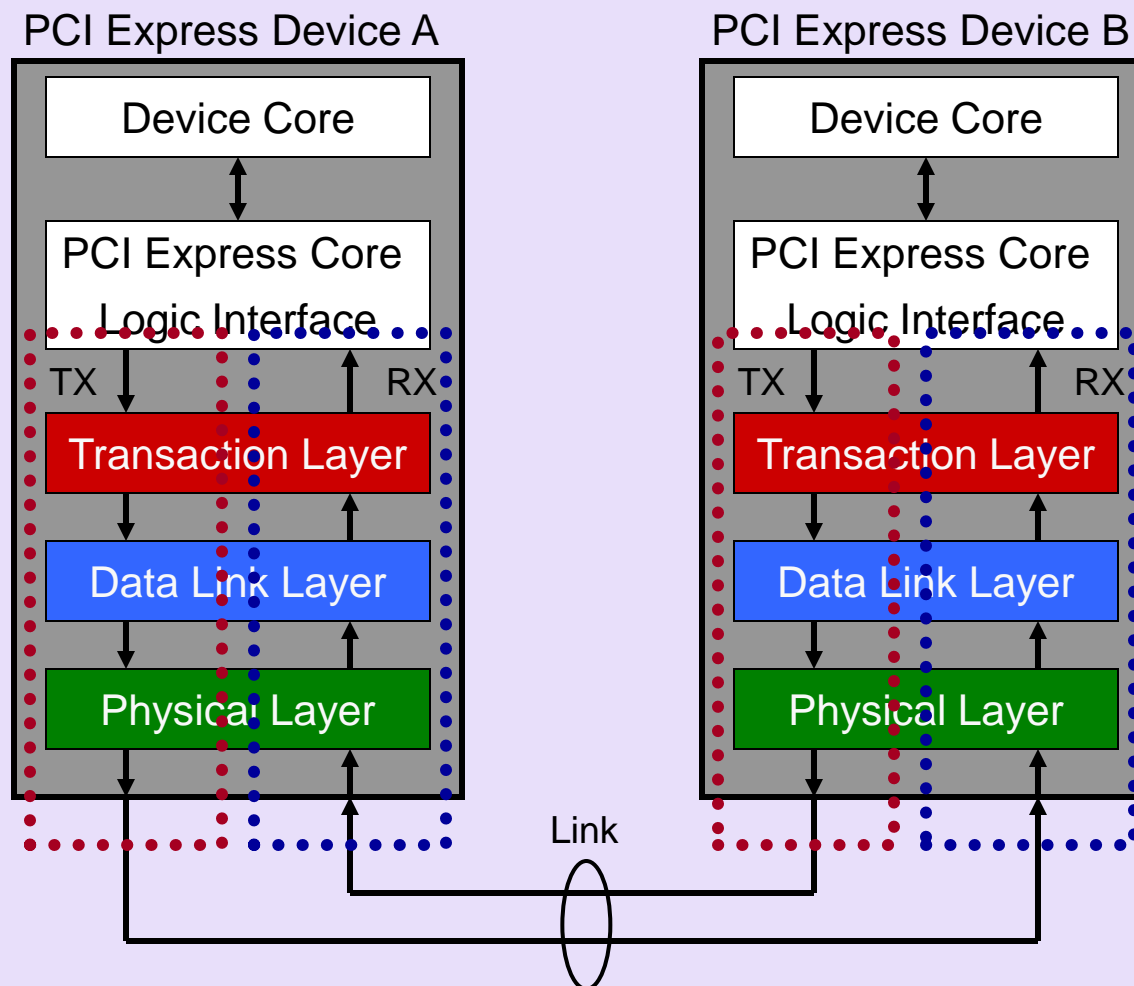 PCI Express Device A
Device Core
PCI Express Core
Logic Interface
TX
RX
Transaction Layer
Data Link Layer
Physical Layer
PCI Express Device B
Device Core
PCI Express Core
Logic Interface
TX
RX
Transaction Layer
Data Link Layer
Physical Layer
Link